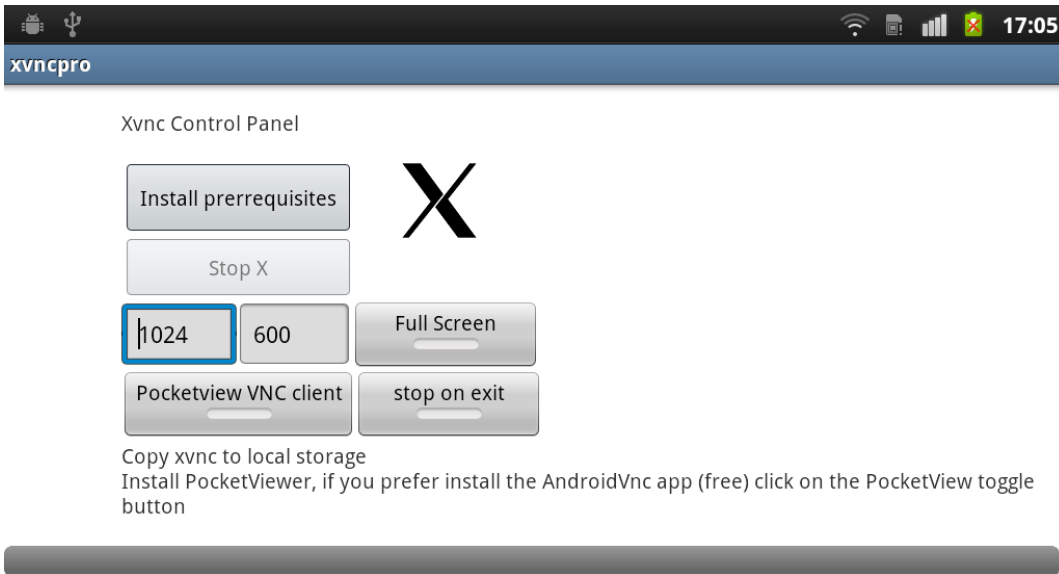 17:05
xvncpro
Xvnc Control Panel
Install prerrequisites
Stop X
1024 600 Full Screen
Pocketview VNC client stop on exit
Copy xvnc to local storage
Install PocketViewer, if you prefer install the AndroidVnc app (free) click on the PocketView toggle
button